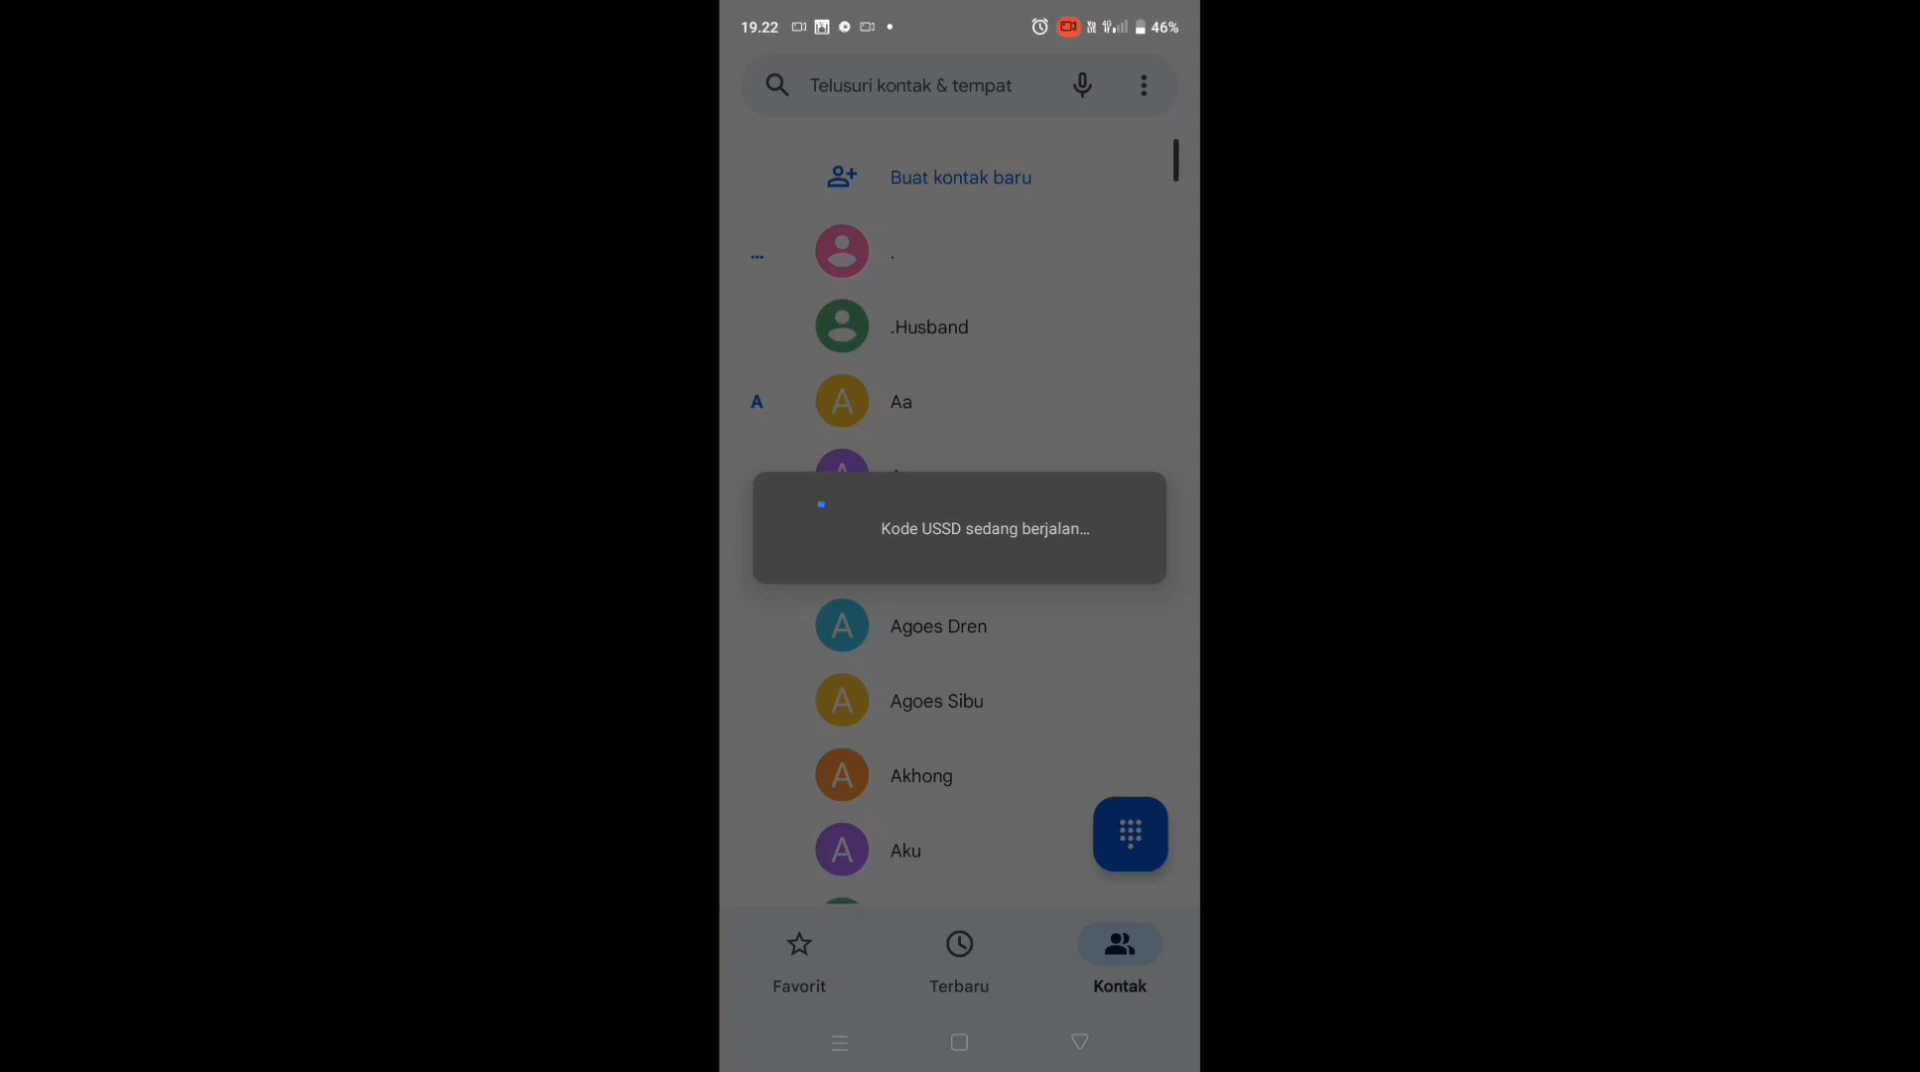 19.22
46%
Telusuri kontak & tempat
Buat kontak baru
...
.
.Husband
A
A
Aa
Kode USSD sedang berjalan...
A
Agoes Dren
A
Agoes Sibu
A
Akhong
A
Aku
Favorit
Terbaru
Kontak